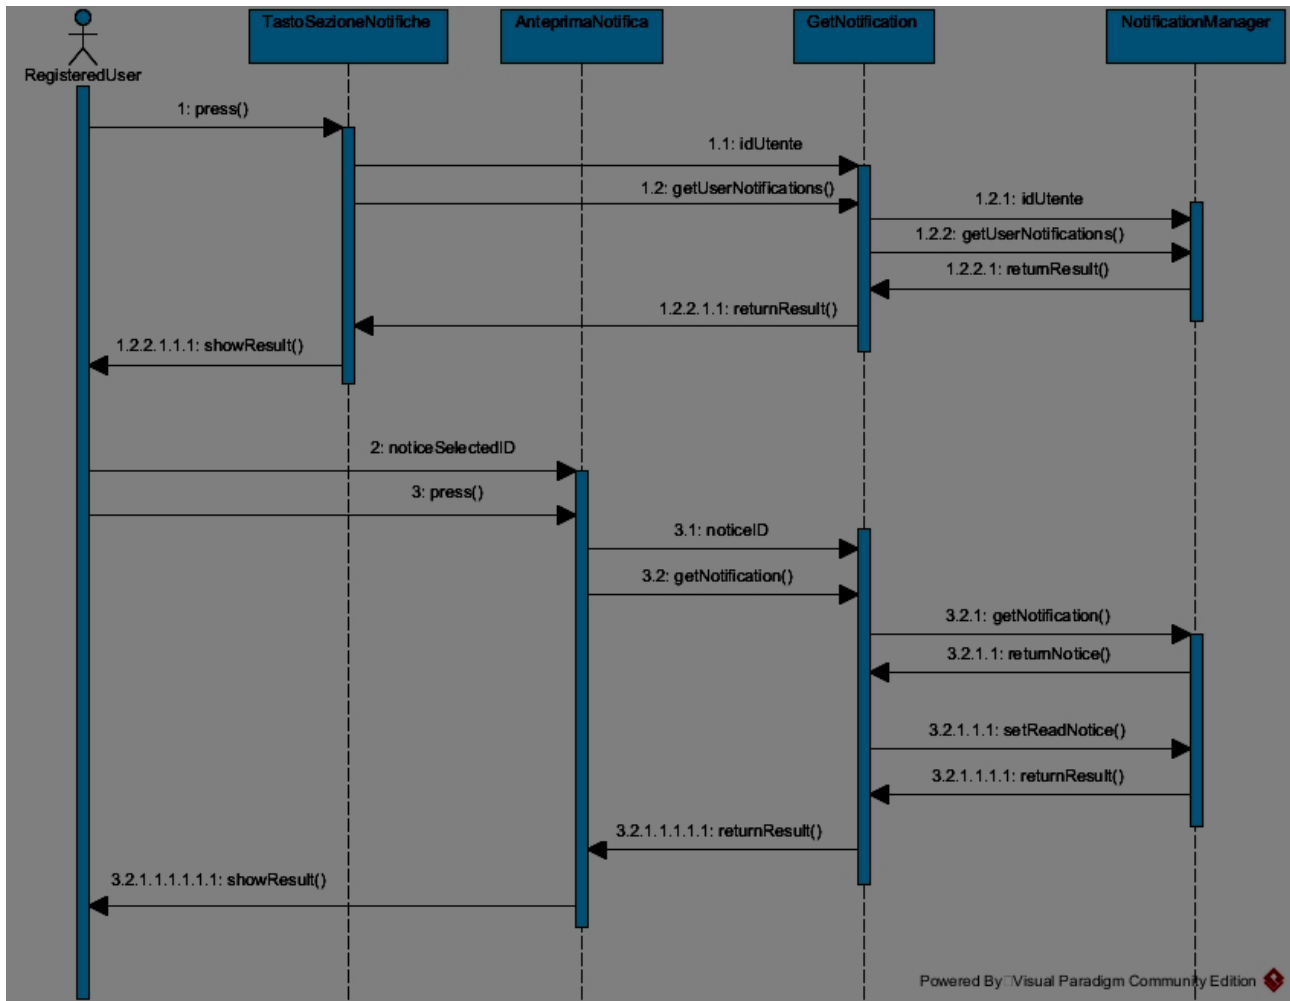 TastoSezioneNotifiche
AnteprimaNotifica
GetNotification
NotificationManager
RegisteredUser
1: press()
1.1: idUtente
1.2: getUserNotifications()
1.2.1: idUtente
1.2.2: getUserNotifications()
1.2.2.1: returnResult()
1.2.2.1.1: returnResult()
1.2.2.1.1.1: showResult()
2: noticeSelectedID
3: press()
3.1: noticeID
3.2: getNotification()
3.2.1: getNotification()
3.2.1.1: returnNotice()
3.2.1.1.1: setReadNotice()
3.2.1.1.1.1: returnResult()
3.2.1.1.1.1.1: returnResult()
3.2.1.1.1.1.1.1: showResult()
Powered By Visual Paradigm Community Edition